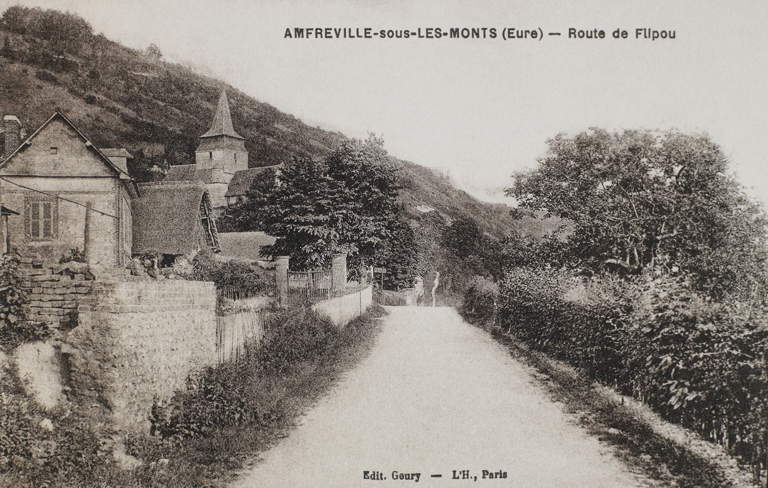 AMFREVILLE-sous-LES-MONTS (Eure) — Route de Flipou
Edit. Goury — L'H., Paris